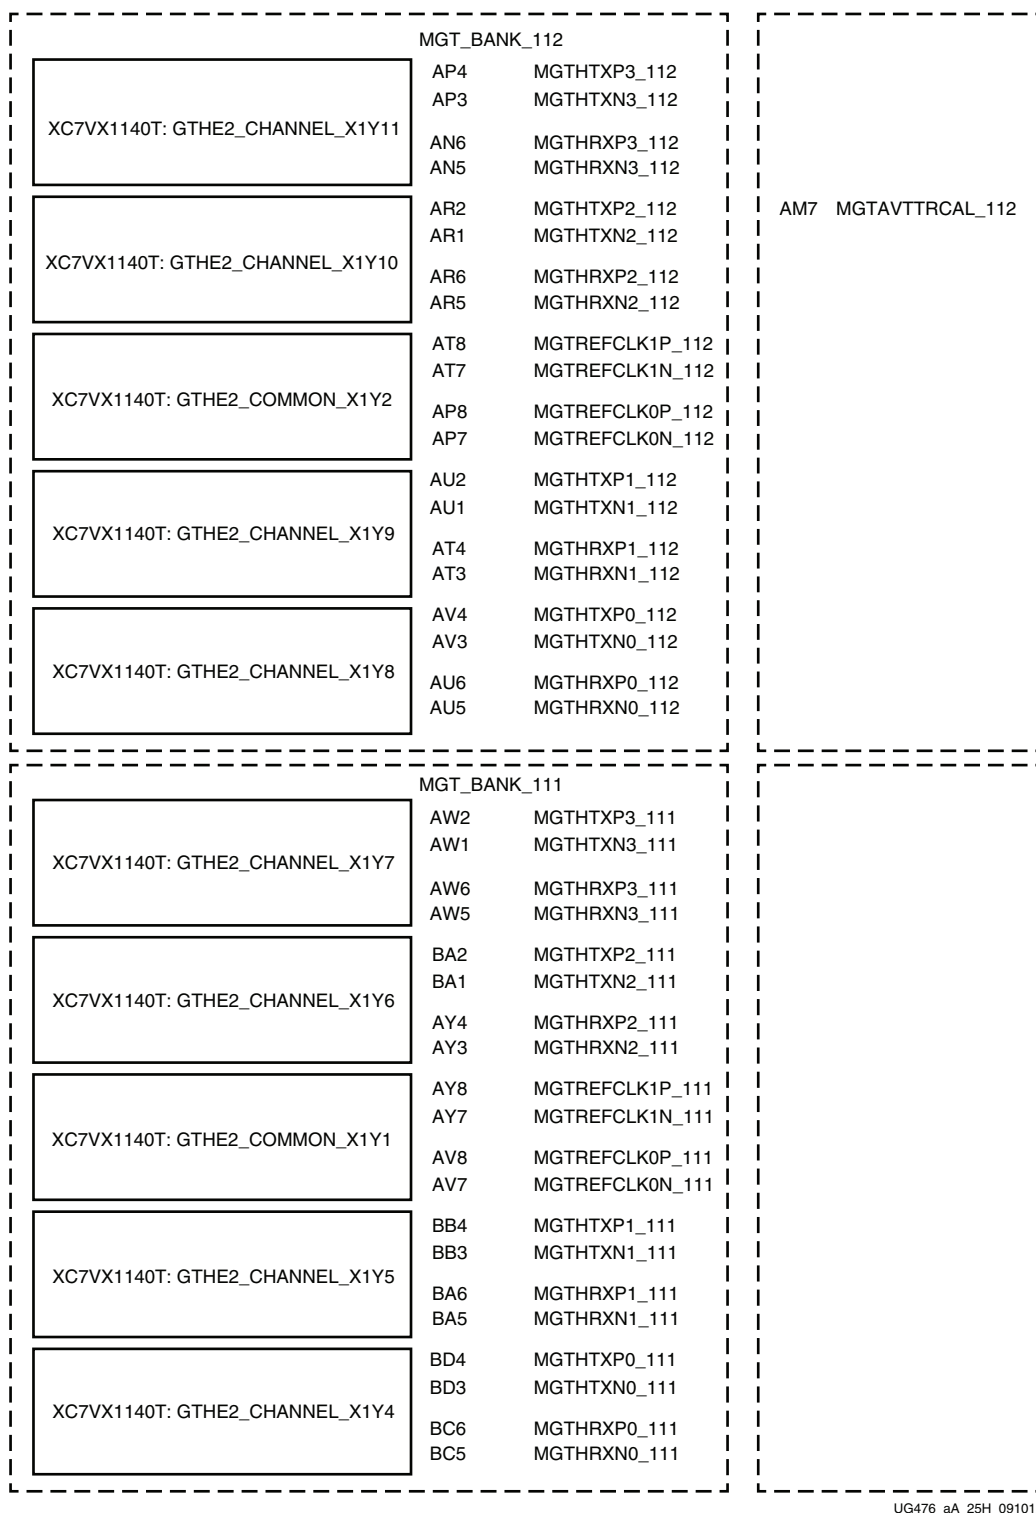 MGT_BANK_112
AP4 MGTHTXP3_112
AP3 MGTHTXN3_112
XC7VX1140T: GTHE2_CHANNEL_X1Y11
AN6 MGTHRXP3_112
AN5 MGTHRXN3_112
AR2 MGTHTXP2_112
AM7 MGTAVTTRCAL_112
AR1 MGTHTXN2_112
XC7VX1140T: GTHE2_CHANNEL_X1Y10
AR6 MGTHRXP2_112
AR5 MGTHRXN2_112
AT8 MGTREFCLK1P_112
AT7 MGTREFCLK1N_112
XC7VX1140T: GTHE2_COMMON_X1Y2
AP8 MGTREFCLK0P_112
AP7 MGTREFCLK0N_112
AU2 MGTHTXP1_112
AU1 MGTHTXN1_112
XC7VX1140T: GTHE2_CHANNEL_X1Y9
AT4 MGTHRXP1_112
AT3 MGTHRXN1_112
AV4 MGTHTXP0_112
AV3 MGTHTXN0_112
XC7VX1140T: GTHE2_CHANNEL_X1Y8
AU6 MGTHRXP0_112
AU5 MGTHRXN0_112
MGT_BANK_111
AW2 MGTHTXP3_111
AW1 MGTHTXN3_111
XC7VX1140T: GTHE2_CHANNEL_X1Y7
AW6 MGTHRXP3_111
AW5 MGTHRXN3_111
BA2 MGTHTXP2_111
BA1 MGTHTXN2_111
XC7VX1140T: GTHE2_CHANNEL_X1Y6
AY4 MGTHRXP2_111
AY3 MGTHRXN2_111
AY8 MGTREFCLK1P_111
AY7 MGTREFCLK1N_111
XC7VX1140T: GTHE2_COMMON_X1Y1
AV8 MGTREFCLK0P_111
AV7 MGTREFCLK0N_111
BB4 MGTHTXP1_111
BB3 MGTHTXN1_111
XC7VX1140T: GTHE2_CHANNEL_X1Y5
BA6 MGTHRXP1_111
BA5 MGTHRXN1_111
BD4 MGTHTXP0_111
BD3 MGTHTXN0_111
XC7VX1140T: GTHE2_CHANNEL_X1Y4
BC6 MGTHRXP0_111
BC5 MGTHRXN0_111
UG476_aA_25H_09101